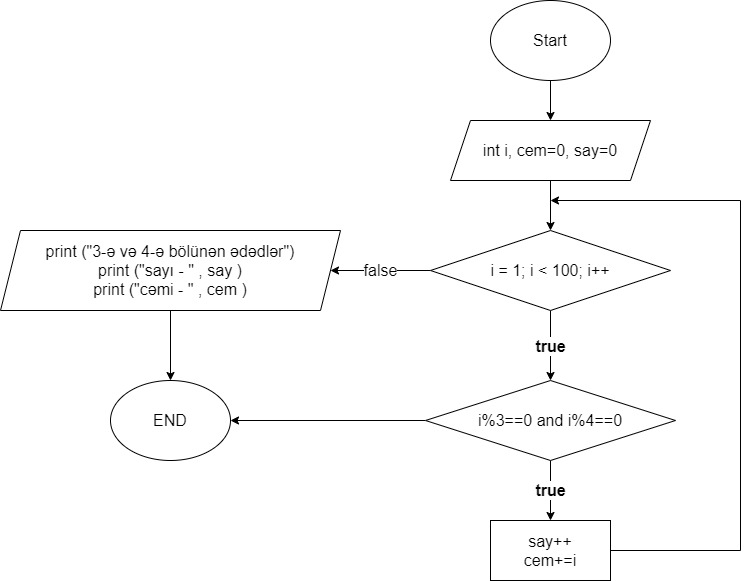 Start
int i, cem=0, say=0
i = 1; i < 100; i++
false
print ("3-ə və 4-ə bölünən ədədlər")
print ("sayı - " , say )
print ("cəmi - " , cem )
true
i%3==0 and i%4==0
END
true
say++
cem+=i